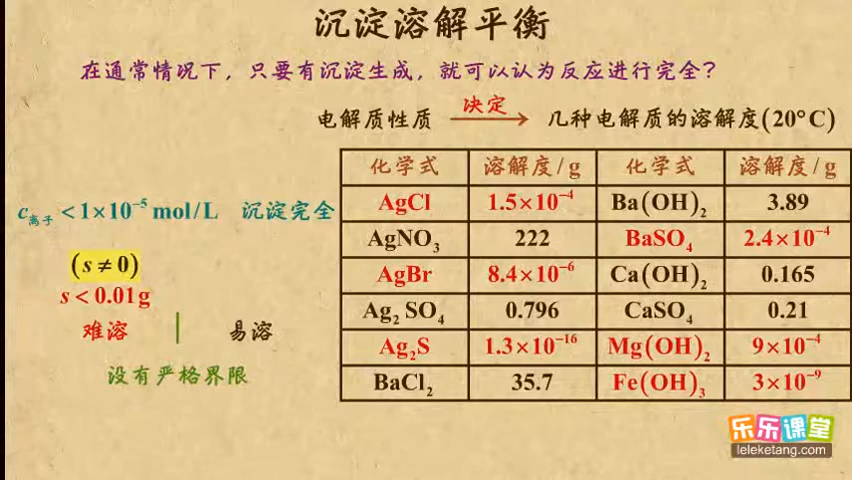 沉淀溶解平衡
在通常情况下，只要有沉淀生成，就可以认为反应进行完全？
电解质性质 决定 几种电解质的溶解度(20°C)
化学式 溶解度/g 化学式 溶解度/g
AgCl 1.5×10⁻⁴ Ba(OH)₂ 3.89
AgNO₃ 222 BaSO₄ 2.4×10⁻⁴
AgBr 8.4×10⁻⁶ Ca(OH)₂ 0.165
Ag₂SO₄ 0.796 CaSO₄ 0.21
Ag₂S 1.3×10⁻¹⁶ Mg(OH)₂ 9×10⁻⁴
BaCl₂ 35.7 Fe(OH)₃ 3×10⁻⁹
c离子<1×10⁻⁵ mol/L 沉淀完全
(s≠0)
s<0.01g
难溶 易溶
没有严格界限
乐乐课堂
leleketang.com